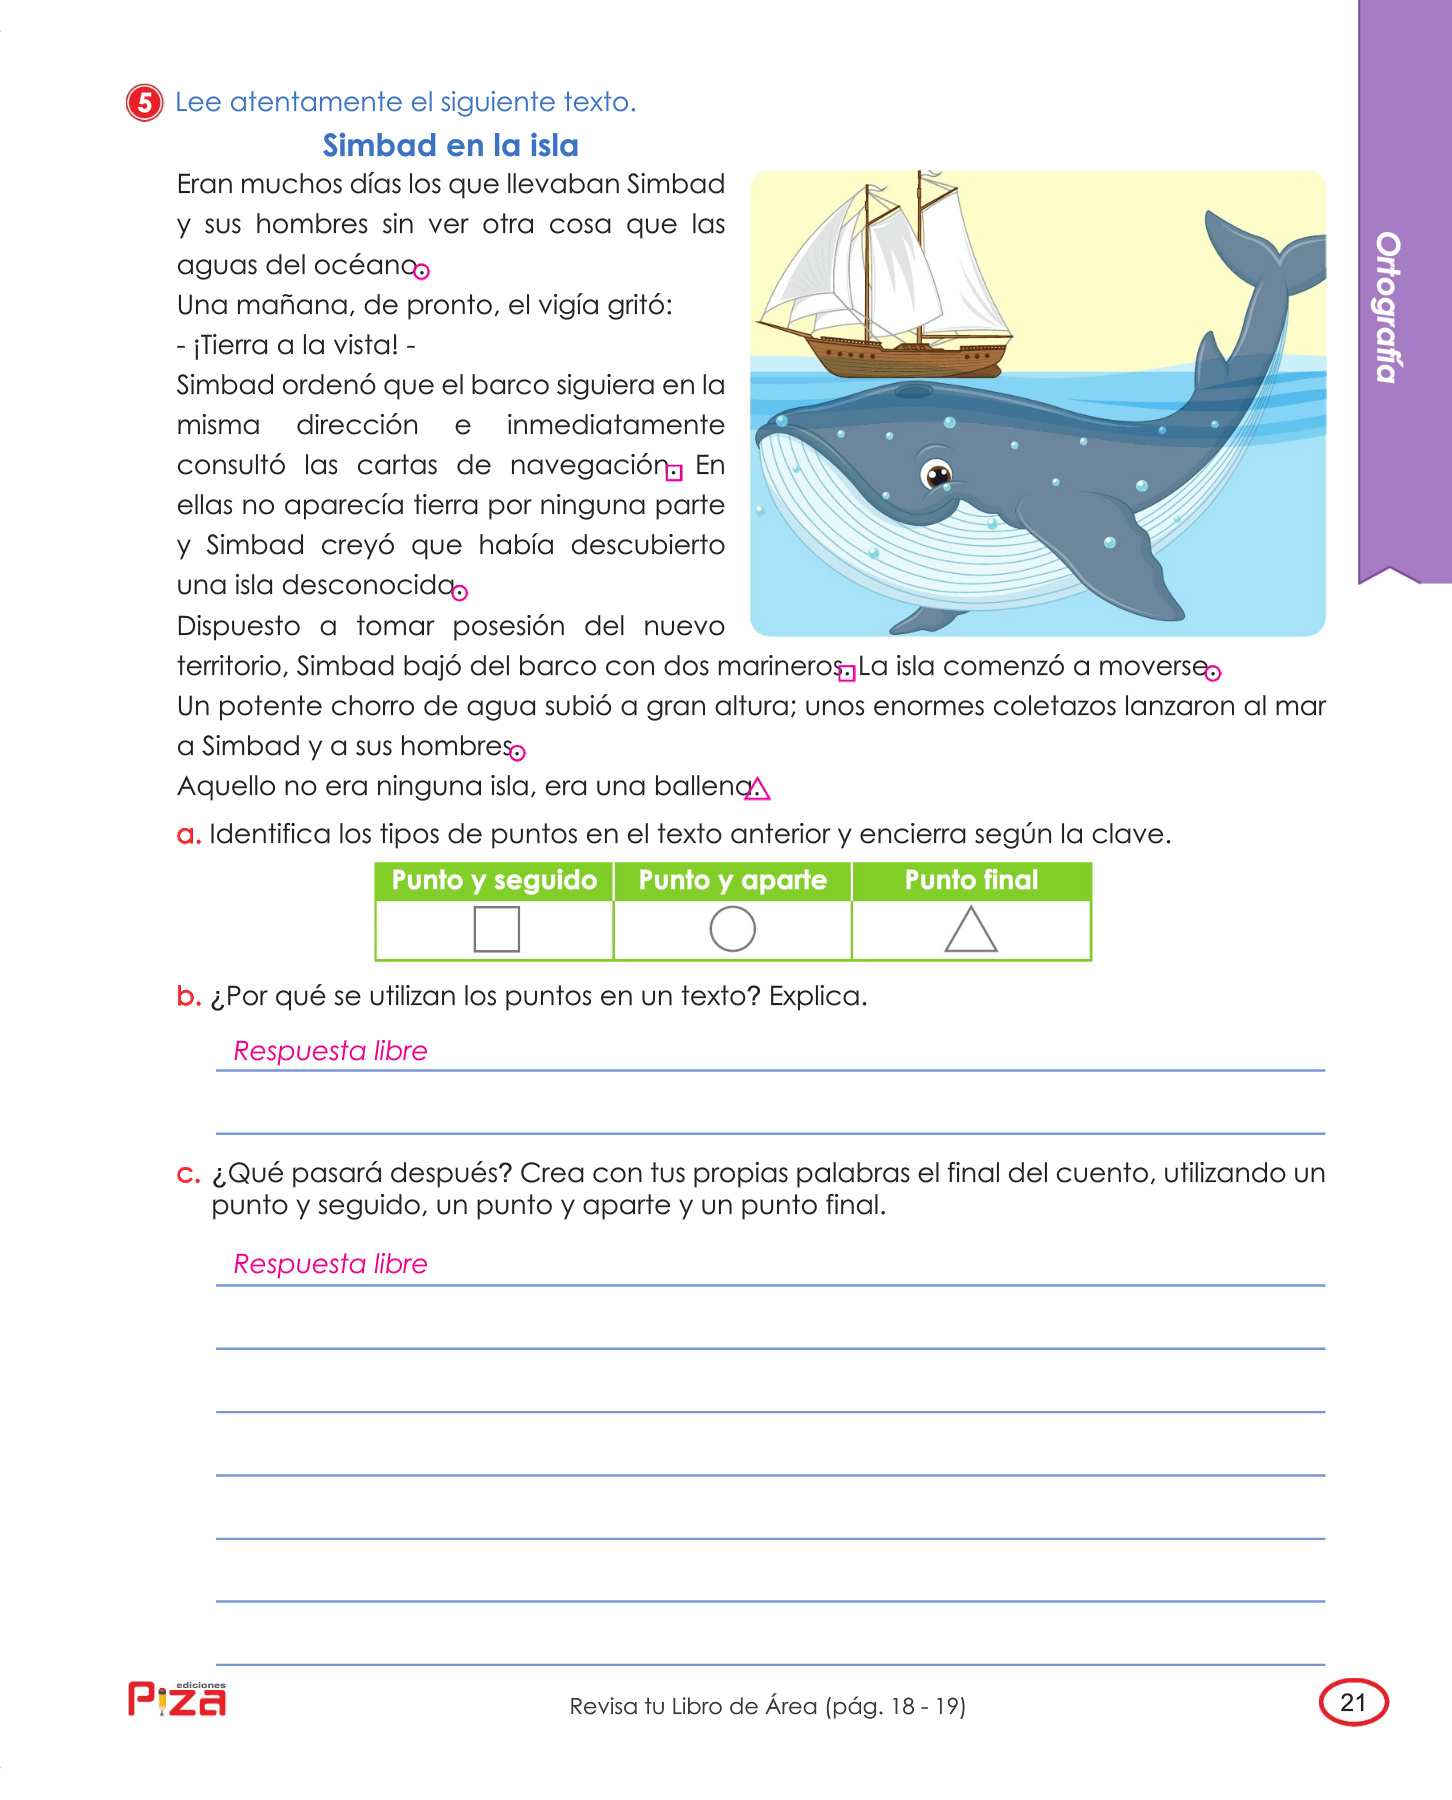 5 Lee atentamente el siguiente texto.
Simbad en la isla
Eran muchos días los que llevaban Simbad
y sus hombres sin ver otra cosa que las
aguas del océano.
Una mañana, de pronto, el vigía gritó:
- ¡Tierra a la vista! -
Simbad ordenó que el barco siguiera en la
misma dirección e inmediatamente
consultó las cartas de navegación. En
ellas no aparecía tierra por ninguna parte
y Simbad creyó que había descubierto
una isla desconocida.
Dispuesto a tomar posesión del nuevo
territorio, Simbad bajó del barco con dos marineros. La isla comenzó a moverse.
Un potente chorro de agua subió a gran altura; unos enormes coletazos lanzaron al mar
a Simbad y a sus hombres.
Aquello no era ninguna isla, era una ballena.
a. Identifica los tipos de puntos en el texto anterior y encierra según la clave.
Punto y seguido Punto y aparte Punto final
b. ¿Por qué se utilizan los puntos en un texto? Explica.
Respuesta libre
c. ¿Qué pasará después? Crea con tus propias palabras el final del cuento, utilizando un
punto y seguido, un punto y aparte y un punto final.
Respuesta libre
ediciones
Piza
Revisa tu Libro de Área (pág. 18 - 19)
21
Ortografía